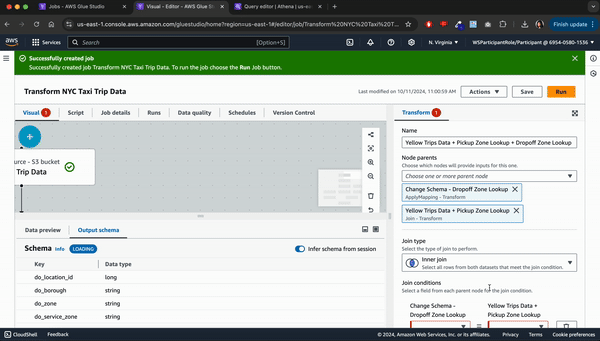 Jobs - AWS Glue Studio
Visual - Editor - AWS Glue Stu
Query editor | Athena | us-e
us-east-1.console.aws.amazon.com/gluestudio/home?region=us-east-1#/editor/job/Transform%20NYC%20Taxi%20T...
Finish update
aws
Services
Search
[Option+S]
N. Virginia
WSParticipantRole/Participant @ 6954-0580-1536
Successfully created job
Successfully created job Transform NYC Taxi Trip Data. To run the job choose the Run Job button.
Transform NYC Taxi Trip Data
Last modified on 10/11/2024, 11:00:59 AM
Actions
Save
Run
Visual
1
Script
Job details
Runs
Data quality
Schedules
Version Control
Transform
1
Name
Yellow Trips Data + Pickup Zone Lookup + Dropoff Zone Lookup
Node parents
Choose which nodes will provide inputs for this one.
Choose one or more parent node
Change Schema - Dropoff Zone Lookup
ApplyMapping - Transform
Yellow Trips Data + Pickup Zone Lookup
Join - Transform
Join type
Select the type of join to perform.
Inner join
Select all rows from both datasets that meet the join condition.
Join conditions
Select a field from each parent node for the join condition.
Change Schema -
Dropoff Zone Lookup
Yellow Trips Data +
Pickup Zone Lookup
=
urce - S3 bucket
Trip Data
Data preview
Output schema
Schema
Info
LOADING
Infer schema from session
Key
Data type
do_location_id
long
do_borough
string
do_zone
string
do_service_zone
string
CloudShell
Feedback
© 2024, Amazon Web Services, Inc. or its affiliates.
Privacy
Terms
Cookie preferences